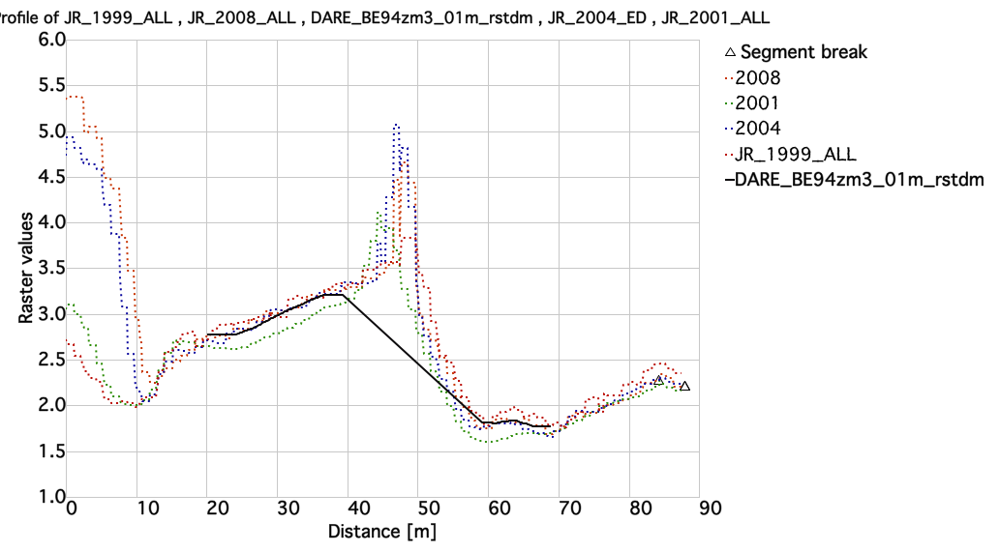 rofile of JR_1999_ALL , JR_2008_ALL , DARE_BE94zm3_01m_rstdm , JR_2004_ED , JR_2001_ALL
6.0
5.5
5.0
4.5
4.0
3.5
3.0
2.5
2.0
1.5
1.0
Raster values
0 10 20 30 40 50 60 70 80 90
Distance [m]
Segment break
2008
2001
2004
JR_1999_ALL
DARE_BE94zm3_01m_rstdm